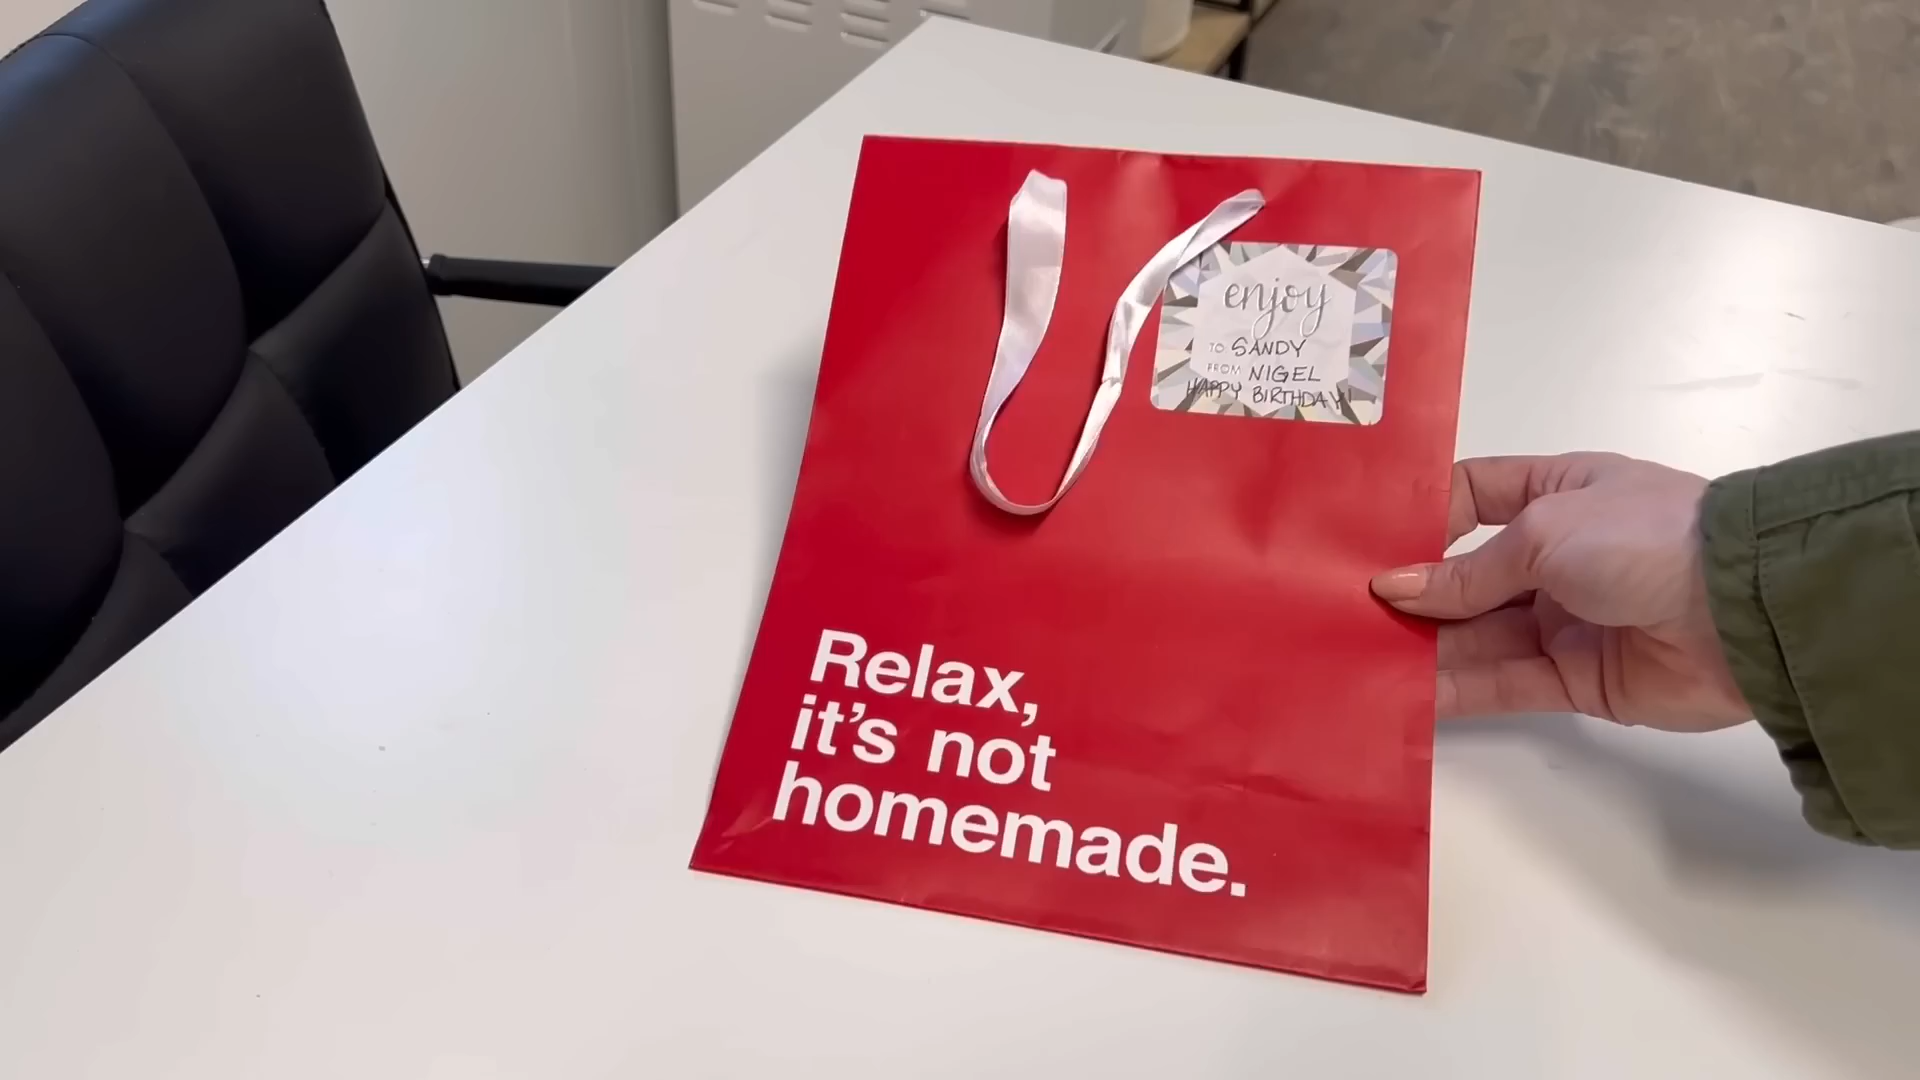 enjoy
TO SANDY
FROM NIGEL
HAPPY BIRTHDAY!
Relax,
it's not
homemade.